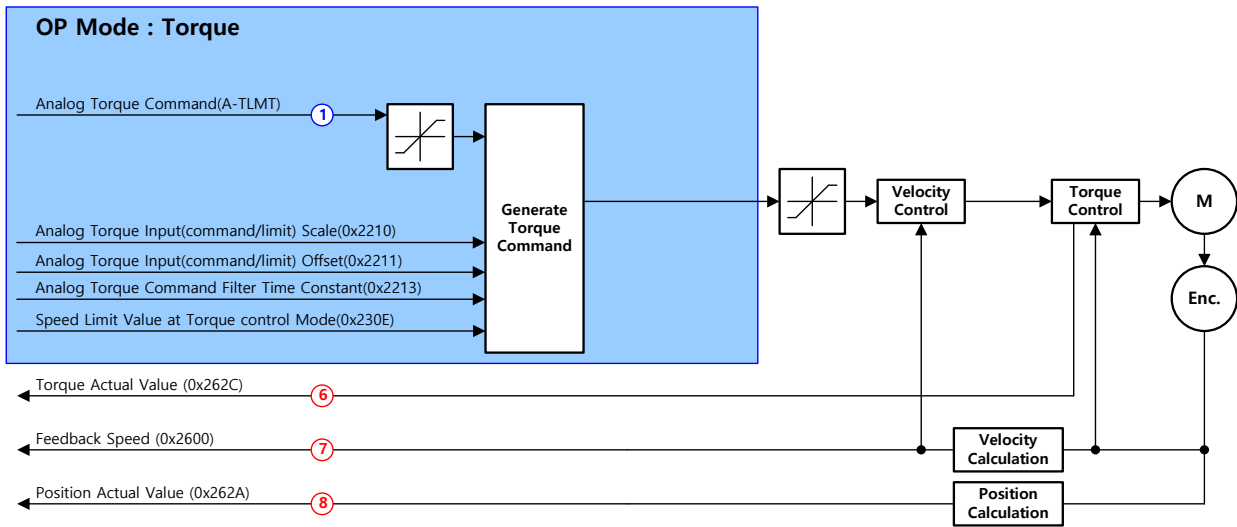 OP Mode : Torque
Analog Torque Command(A-TLMT)
1
Generate
Torque
Command
Velocity
Control
Torque
Control
M
Analog Torque Input(command/limit) Scale(0x2210)
Analog Torque Input(command/limit) Offset(0x2211)
Analog Torque Command Filter Time Constant(0x2213)
Speed Limit Value at Torque control Mode(0x230E)
Enc.
Torque Actual Value (0x262C)
6
Feedback Speed (0x2600)
7
Velocity
Calculation
Position Actual Value (0x262A)
8
Position
Calculation